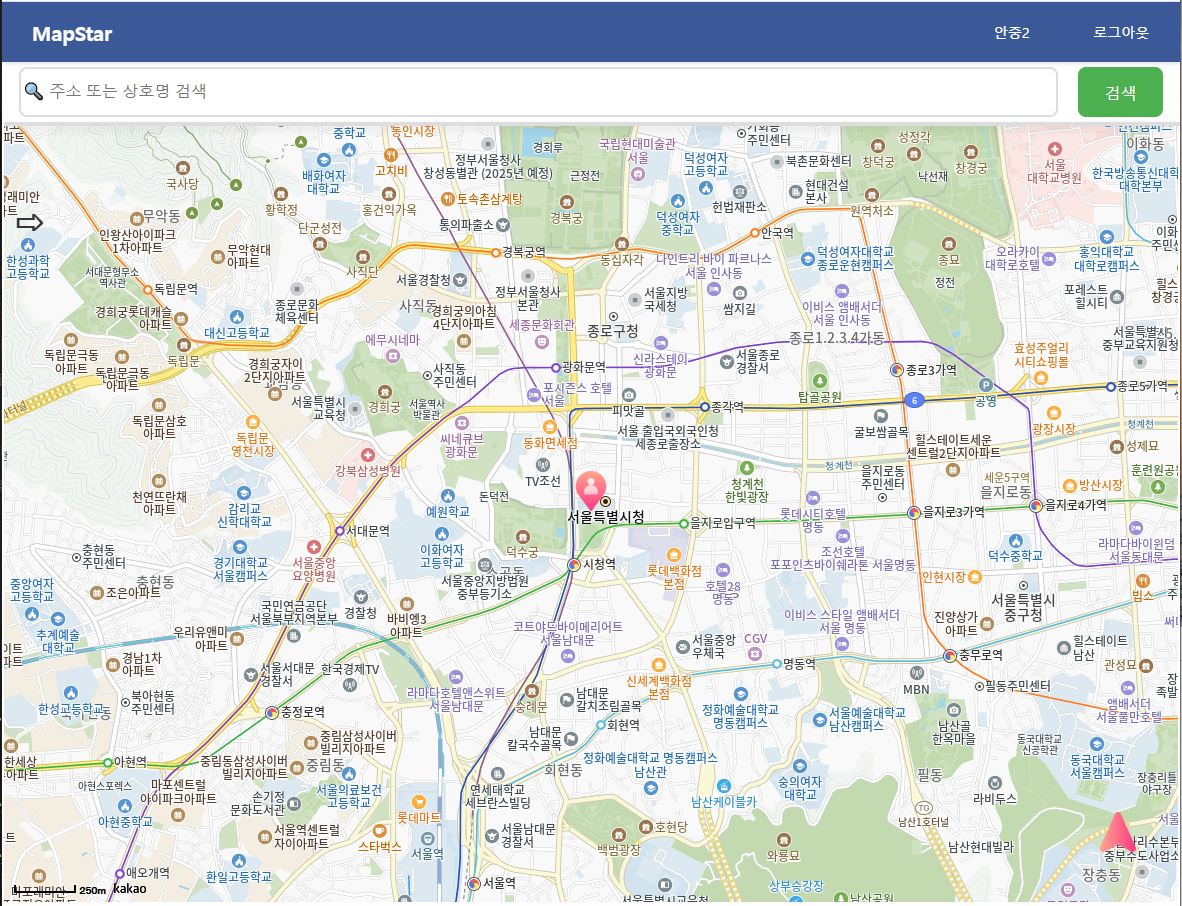 MapStar
안중2
로그아웃
주소 또는 상호명 검색
검색
중학교
통인시장
고치비
배화여자
대학교
정부서울청사
창성동별관 (2025년 예정)
경회루
근정전
국립현대미술관
서울
덕성여자
고등학교
주민센터
북촌문화센터
성정각
창덕궁
낙선재
창경궁
서울
대학교병원
이화동
한국방송통신대
대학본부
국사당
무악동
황학정
홍건익가옥
토속촌삼계탕
경복궁
헌법재판소
현대건설
본사
원역처소
인왕산아이파크
1차아파트
단군성전
통의파출소
덕성여자
중학교
안국역
한성과학
고등학교
무악현대
아파트
사직단
경복궁역
동십자각
나인트리 바이 파르나스
서울 인사동
덕성여자대학교
종로운현캠퍼스
종묘
정전
오라카이
대학로호텔
홍익대학교
대학로캠퍼스
서대문형무소
역사관
독립문역
서울경찰청
정부서울청사
본관
서울지방
국세청
쌈지길
이비스 앰배서더
서울 인사동
포레스트
힐시티
경희궁롯데캐슬
아파트
대신고등학교
종로문화
체육센터
사직동
경희궁의아침
4단지아파트
세종문화회관
종로구청
종로1.2.3.4가동
서울특별시
중부교육지원청
독립문극동
아파트
독립문
에무시네마
광화문역
신라스테이
광화문
서울종로
경찰서
종로3가역
효성주얼리
시티쇼핑몰
독립문극동
아파트
경희궁자이
2단지아파트
사직동
주민센터
포시즌스 호텔
서울
탑골공원
공영
종로5가역
6
독립문삼호
아파트
서울특별시
교육청
경희궁
서울역사
박물관
피맛골
종각역
굴보쌈골목
광장시장
청계천
독립문
영천시장
씨네큐브
광화문
동화면세점
서울 출입국외국인청
세종로출장소
힐스테이트세운
센트럴2단지아파트
성제묘
강북삼성병원
TV조선
청계천
한빛광장
청계천
을지로동
주민센터
세운5구역
을지로동
방산시장
훈련원공원
천연뜨란채
아파트
감리교
신학대학교
예원학교
돈덕전
서울특별시청
을지로입구역
롯데시티호텔
명동
을지로3가역
을지로4가역
서대문역
덕수궁
충현동
주민센터
경기대학교
서울캠퍼스
서울중앙
요양병원
이화여자
고등학교
시청역
롯데백화점
본점
조선호텔
포포인츠바이쉐라톤 서울명동
덕수중학교
라마다바이윈덤
서울동대문
중앙여자
고등학교
충현동
조은아파트
서울중앙지방법원
중부등기소
호텔28
명동
인현시장
서울특별시
중구청
빕스
추계예술
대학교
국민연금공단
서울북부지역본부
경찰청
바비엥3
아파트
코트야드바이메리어트
서울남대문
이비스 스타일 앰배서더
서울 명동
진양상가
아파트
우리유앤미
아파트
서울중앙
우체국
CGV
힐스테이트
남산
경남1차
아파트
서울서대문
경찰서
한국경제TV
신세계백화점
본점
명동역
충무로역
관성묘
북아현동
주민센터
라마다호텔앤스위트
서울남대문
숭례문
남대문
갈치조림골목
MBN
필동주민센터
한성고등학교
충정로역
회현역
정화예술대학교
명동캠퍼스
서울예술대학교
남산캠퍼스
앰배서더
서울풀만호텔
중림삼성사이버
빌리지아파트
남대문
칼국수골목
남산골
한옥마을
동국대학교
신공학관
아현역
중림동삼성사이버
빌리지아파트
중림동
회현동
정화예술대학교 명동캠퍼스
남산관
동국대학교
서울캠퍼스
아현스포렉스
마포센트럴
아이파크아파트
서울의료보건
고등학교
연세대학교
세브란스빌딩
숭의여자
대학교
필동
장충리틀
야구장
아현중학교
손기정
문화도서관
롯데마트
남산케이블카
라비두스
서울역센트럴
자이아파트
스타벅스
서울역
서울남대문
경찰서
호현당
백범광장
와룡묘
남산1호터널
남산현대빌라
중부수도사업소
애오개역
환일고등학교
서울역
상부승강장
남산공원
장충동
250m
kakao